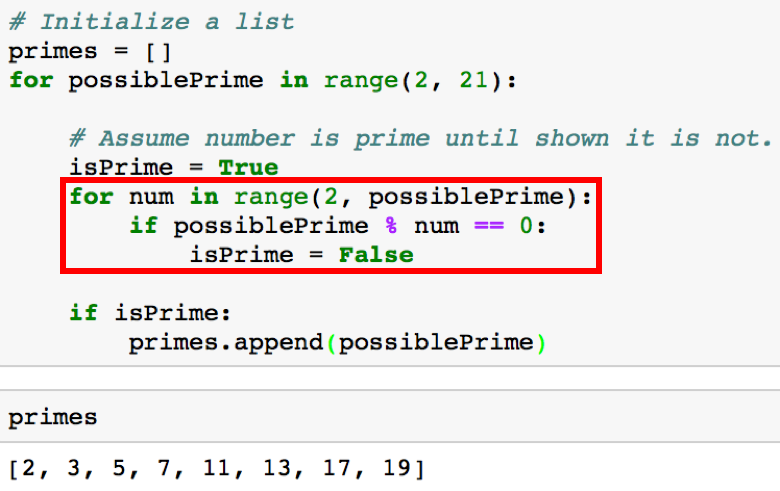 # Initialize a list
primes = []
for possiblePrime in range(2, 21):
# Assume number is prime until shown it is not.
isPrime = True
for num in range(2, possiblePrime):
if possiblePrime % num == 0:
isPrime = False
if isPrime:
primes.append(possiblePrime)
primes
[2, 3, 5, 7, 11, 13, 17, 19]